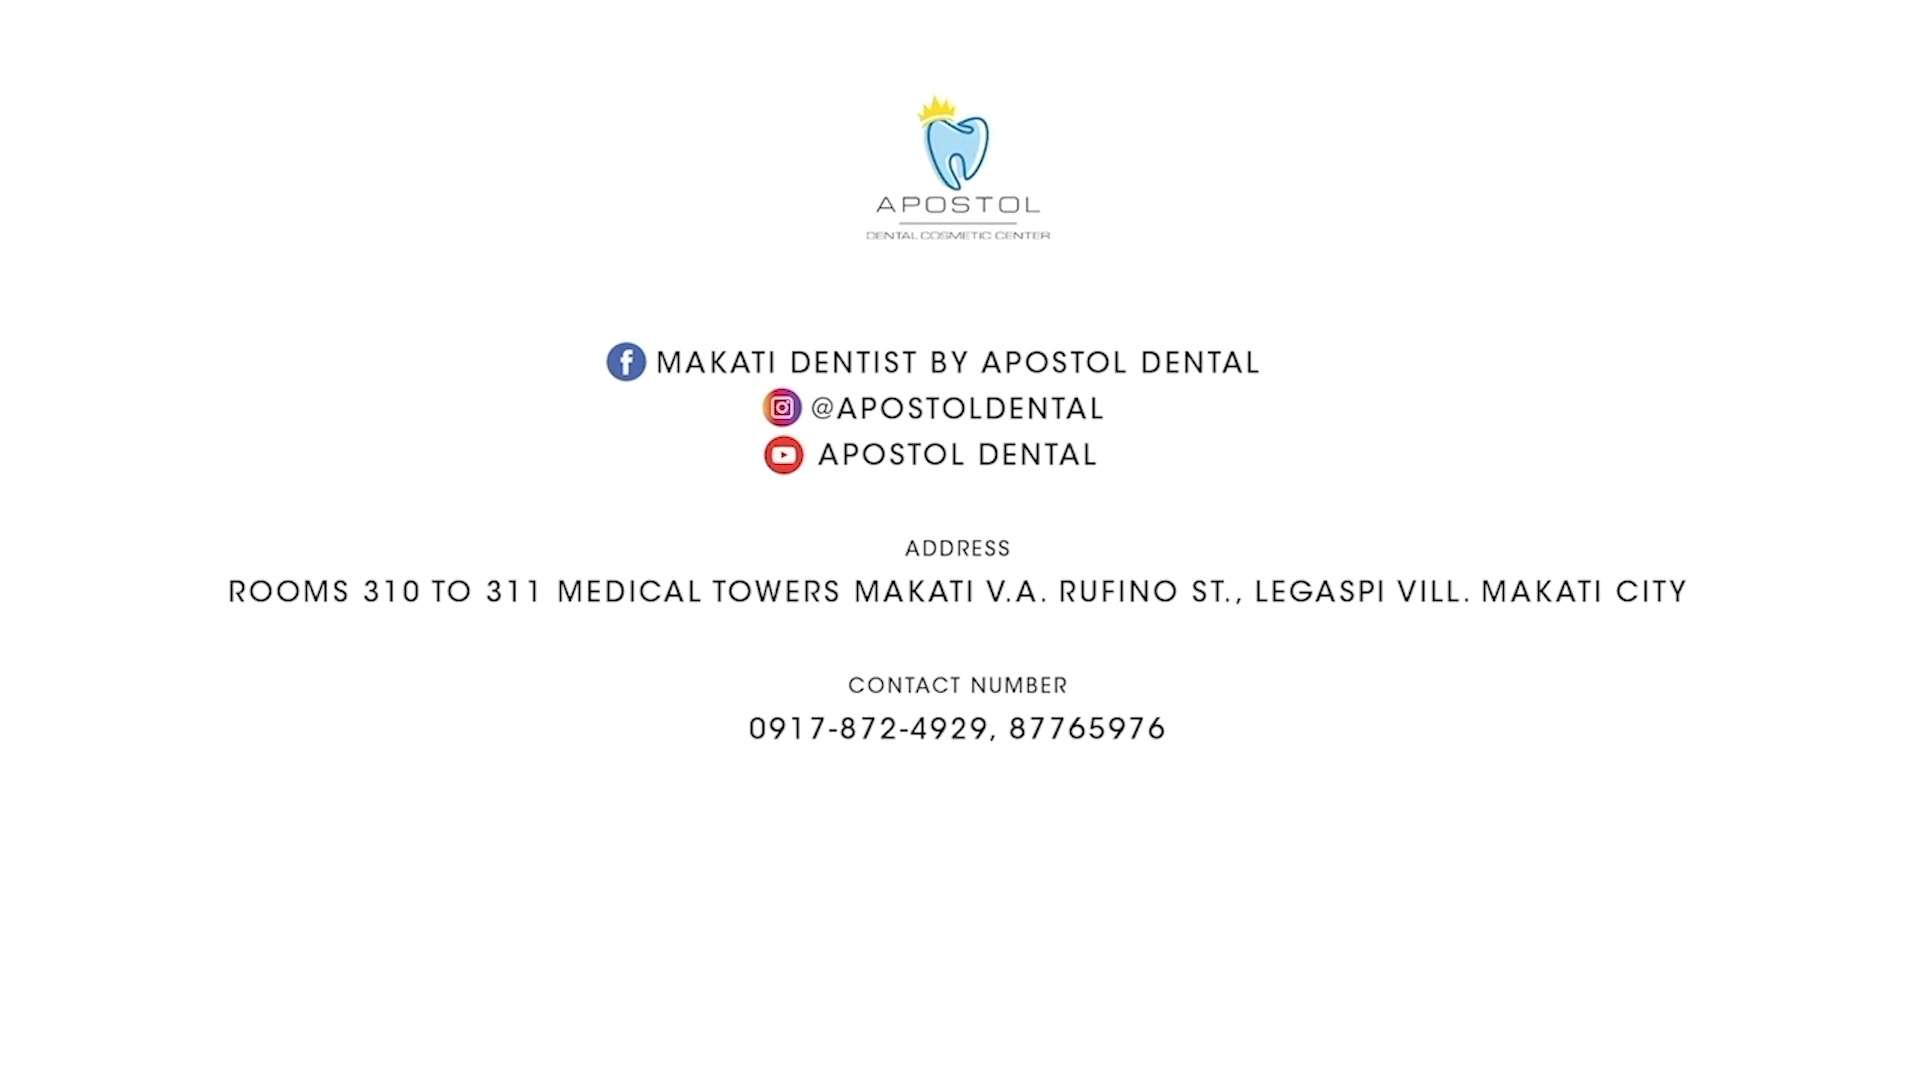 APOSTOL
DENTAL COSMETIC CENTER
MAKATI DENTIST BY APOSTOL DENTAL
@APOSTOLDENTAL
APOSTOL DENTAL
ADDRESS
ROOMS 310 TO 311 MEDICAL TOWERS MAKATI V.A. RUFINO ST., LEGASPI VILL. MAKATI CITY
CONTACT NUMBER
0917-872-4929, 87765976